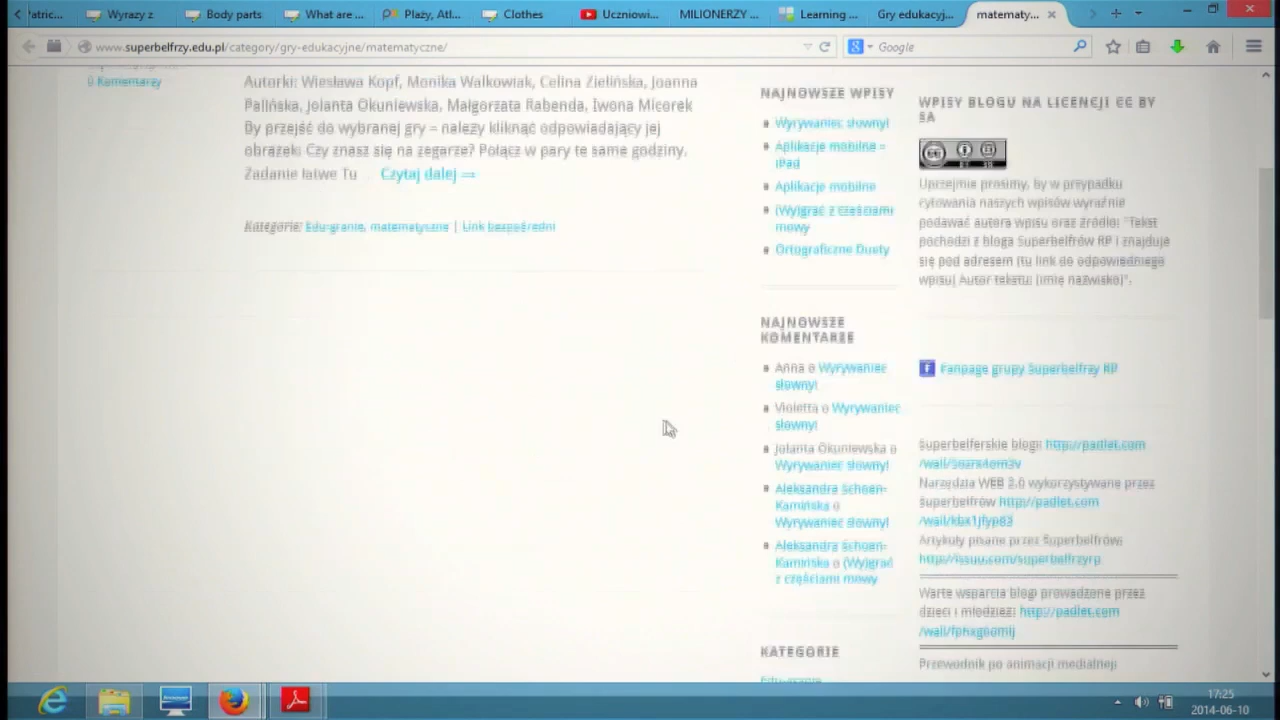 'atric...
Wyrazy z
Body parts
What are ...
Plaży, Atl...
Clothes
Uczniowi...
MILIONERZY ...
Learning ...
Gry edukacyj...
matematy...
www.superbelfrzy.edu.pl/category/gry-edukacyjne/matematyczne/
Google
0 Komentarzy
Autorki: Wiesława Kopf, Monika Walkowiak, Celina Zielińska, Joanna
Palińska, Jolanta Okuniewska, Małgorzata Rabenda, Iwona Micorek
By przejść do wybranej gry – należy kliknąć odpowiadający jej
obrazek. Czy znasz się na zegarze? Połącz w pary te same godziny.
Zadanie łatwe Tu Czytaj dalej →
Kategorie: Edu-granie, matematyczne | Link bezpośredni
NAJNOWSZE WPISY
Wyrywaniec słowny!
Aplikacje mobilne –
iPad
Aplikacje mobilne
(Wy)grać z częściami
mowy
Ortograficzne Duety
NAJNOWSZE
KOMENTARZE
Anna o Wyrywaniec
słowny!
Violetta o Wyrywaniec
słowny!
Jolanta Okuniewska o
Wyrywaniec słowny!
Aleksandra Schoen-
Kamińska o
Wyrywaniec słowny!
Aleksandra Schoen-
Kamińska o (Wy)grać
z częściami mowy
KATEGORIE
Edu-granie
WPISY BLOGU NA LICENCJI CC BY
SA
Uprzejmie prosimy, by w przypadku
cytowania naszych wpisów wyraźnie
podawać autora wpisu oraz źródło: "Tekst
pochodzi z bloga Superbelfrów RP i znajduje
się pod adresem (tu link do odpowiedniego
wpisu) Autor tekstu: (imię nazwisko)".
Fanpage grupy Superbelfrzy RP
Superbelferskie blogi: http://padlet.com
Narzędzia WEB 2.0 wykorzystywane przez
Superbelfrów http://padlet.com
Artykuły pisane przez Superbelfrów:
http://issuu.com/superbelfrzyrp
Warte wsparcia blogi prowadzone przez
dzieci i młodzież: http://padlet.com
Przewodnik po animacji medialnej
17:25
2014-06-10